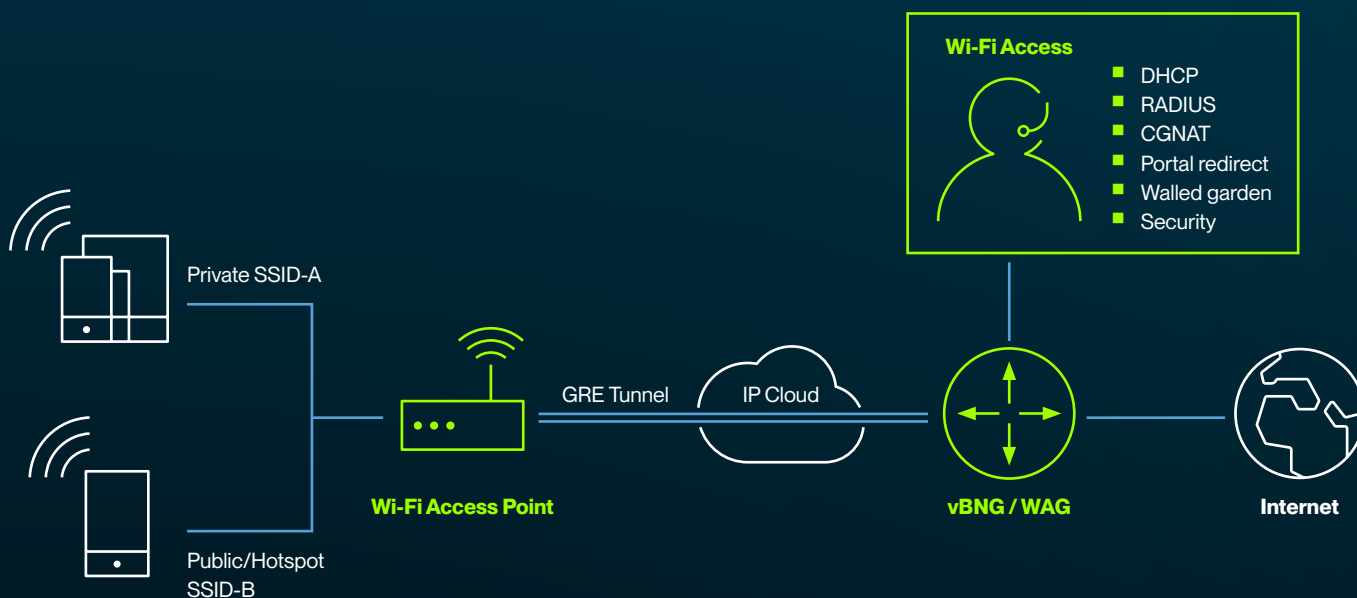 Wi-Fi Access
DHCP
RADIUS
CGNAT
Portal redirect
Walled garden
Security
Private SSID-A
GRE Tunnel
IP Cloud
Wi-Fi Access Point
vBNG / WAG
Internet
Public/Hotspot
SSID-B